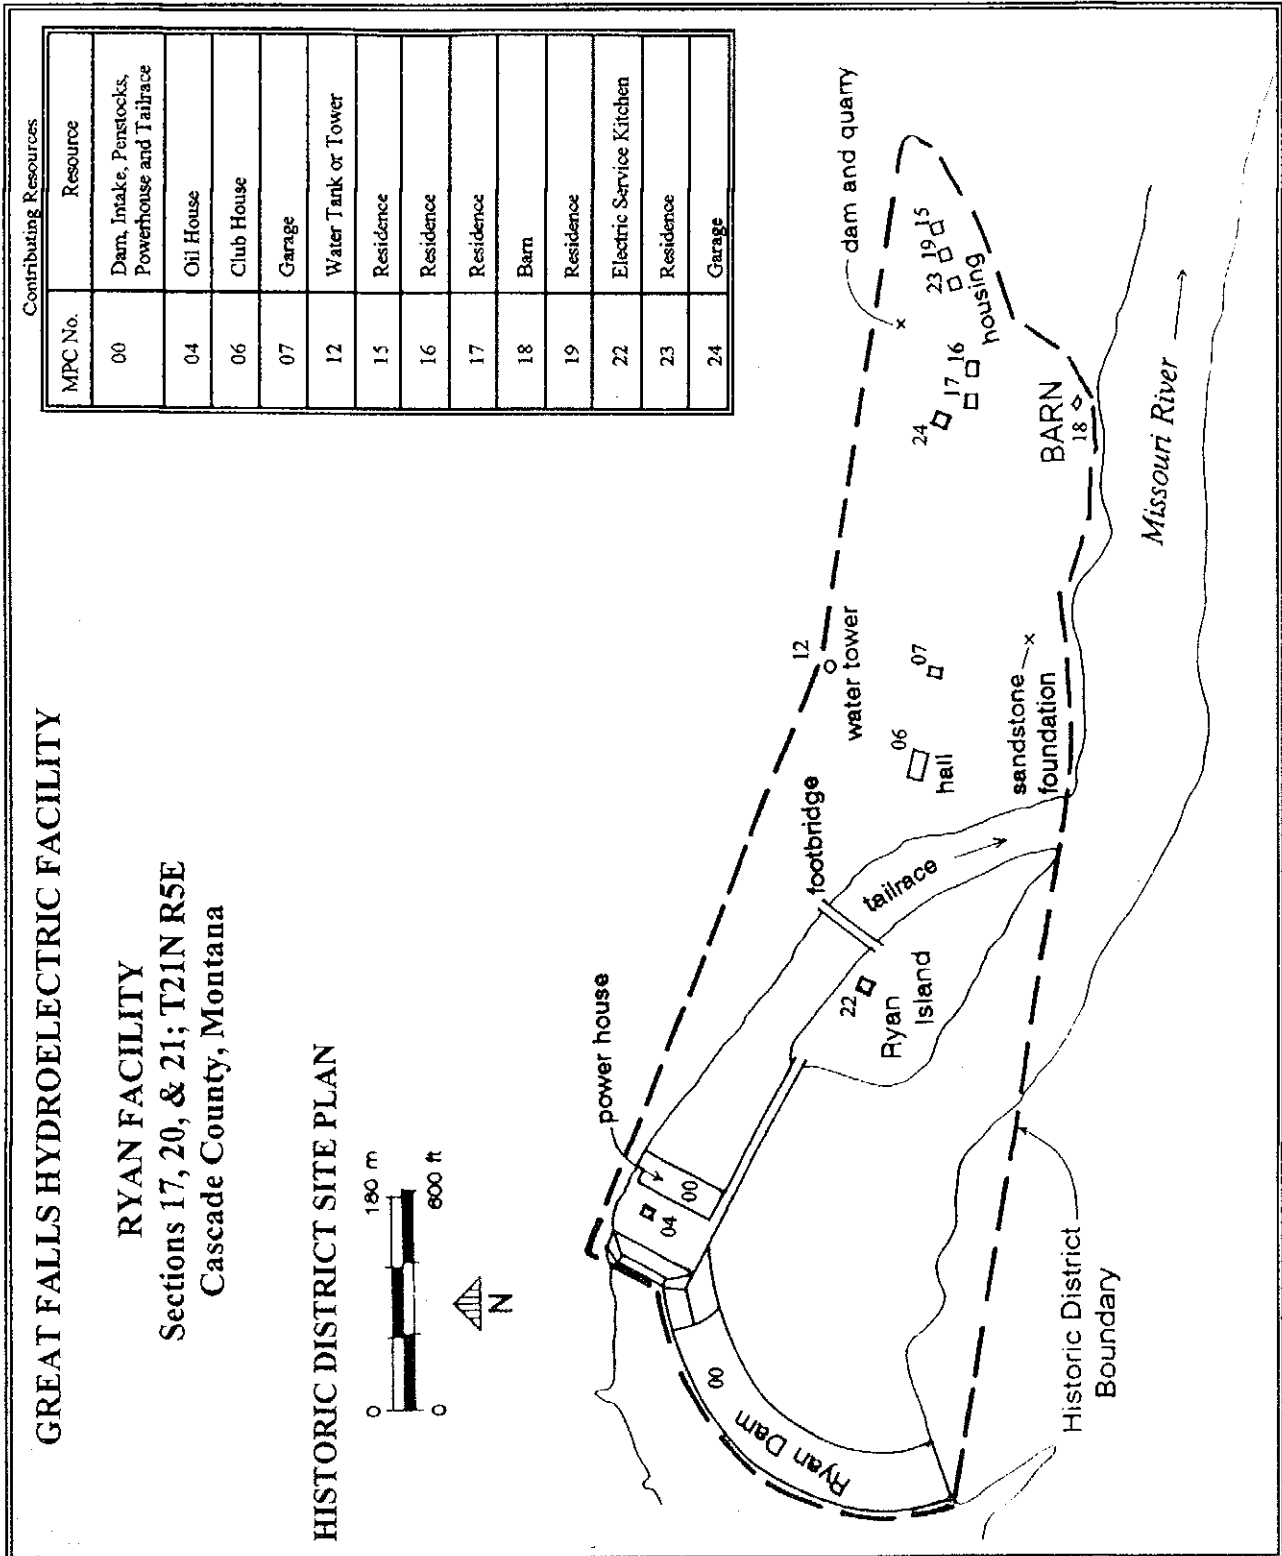 GREAT FALLS HYDROELECTRIC FACILITY
RYAN FACILITY
Sections 17, 20, & 21; T21N R5E
Cascade County, Montana
HISTORIC DISTRICT SITE PLAN
0 180 m
0 600 ft
N
Contributing Resources
MPC No. Resource
00 Dam, Intake, Penstocks,
Powerhouse and Tailrace
04 Oil House
06 Club House
07 Garage
12 Water Tank or Tower
15 Residence
16 Residence
17 Residence
18 Barn
19 Residence
22 Electric Service Kitchen
23 Residence
24 Garage
power house
04
00
00
Ryan Dam
footbridge
tailrace
22
Ryan
Island
12
water tower
06
hall
07
sandstone
foundation
dam and quarry
24
17
16
23
19
15
housing
BARN
18
Missouri River
Historic District
Boundary